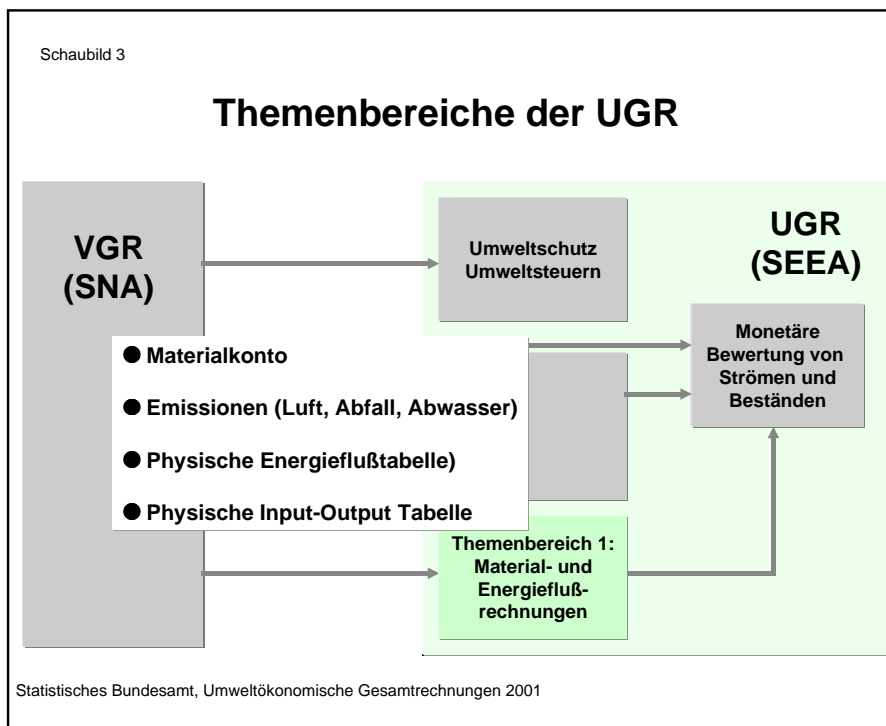 Schaubild 3
Themenbereiche der UGR
VGR
(SNA)
Umweltschutz
Umweltsteuern
UGR
(SEEA)
Monetäre
Bewertung von
Strömen und
Beständen
● Materialkonto
● Emissionen (Luft, Abfall, Abwasser)
● Physische Energieflußtabelle)
● Physische Input-Output Tabelle
Themenbereich 1:
Material- und
Energiefluß-
rechnungen
Statistisches Bundesamt, Umweltökonomische Gesamtrechnungen 2001